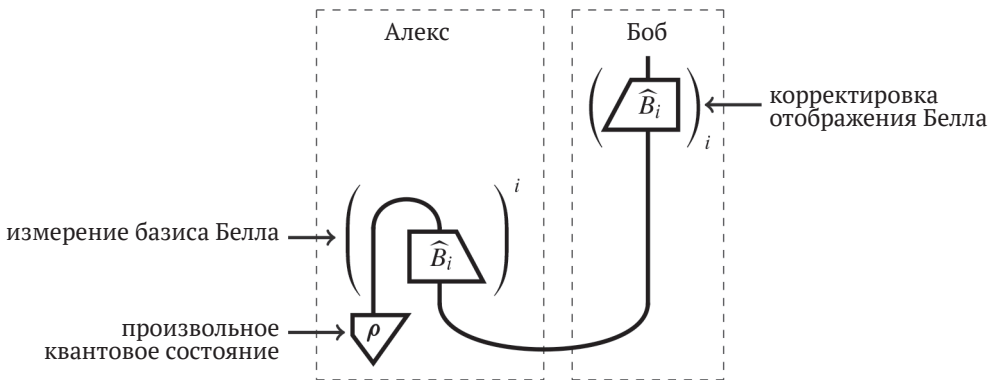 Алекс
Боб
B̂ᵢ
корректировка
отображения Белла
i
i
измерение базиса Белла
B̂ᵢ
произвольное
квантовое состояние
ρ